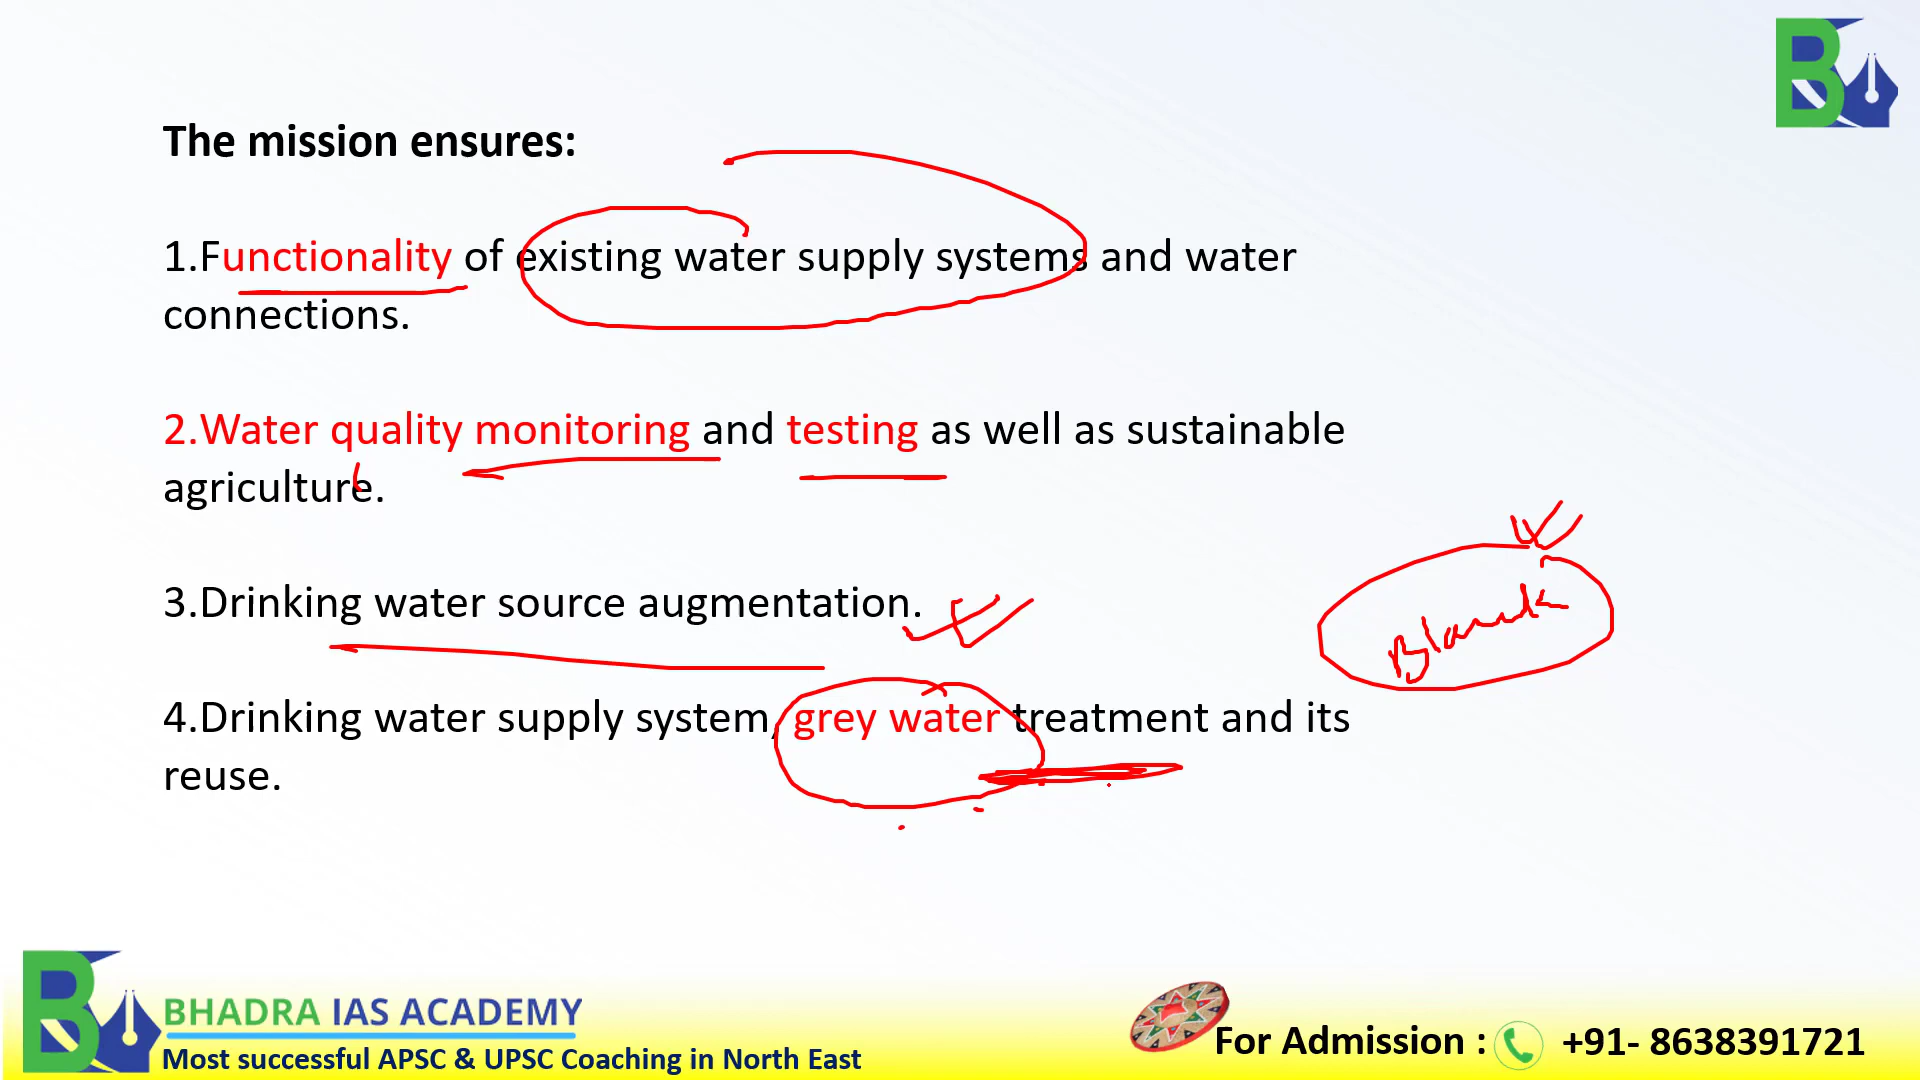 The mission ensures:
1.Functionality of existing water supply systems and water
connections.
2.Water quality monitoring and testing as well as sustainable
agriculture.
3.Drinking water source augmentation.
4.Drinking water supply system, grey water treatment and its
reuse.
BHADRA IAS ACADEMY
Most successful APSC & UPSC Coaching in North East
For Admission : +91- 8638391721